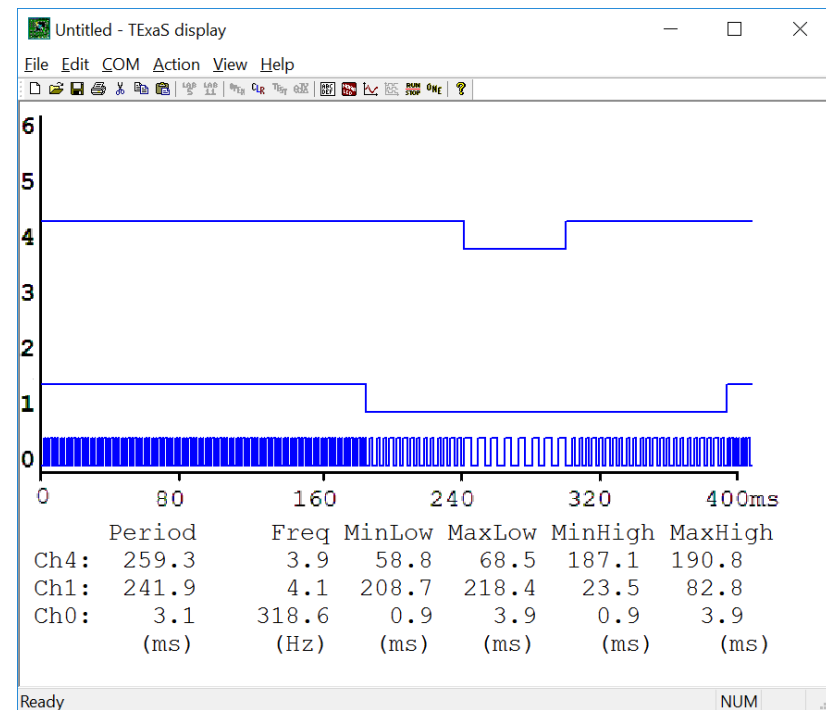 Untitled - TExaS display
File Edit COM Action View Help
6
5
4
3
2
1
0
0 80 160 240 320 400ms
Period Freq MinLow MaxLow MinHigh MaxHigh
Ch4: 259.3 3.9 58.8 68.5 187.1 190.8
Ch1: 241.9 4.1 208.7 218.4 23.5 82.8
Ch0: 3.1 318.6 0.9 3.9 0.9 3.9
(ms) (Hz) (ms) (ms) (ms) (ms)
Ready NUM